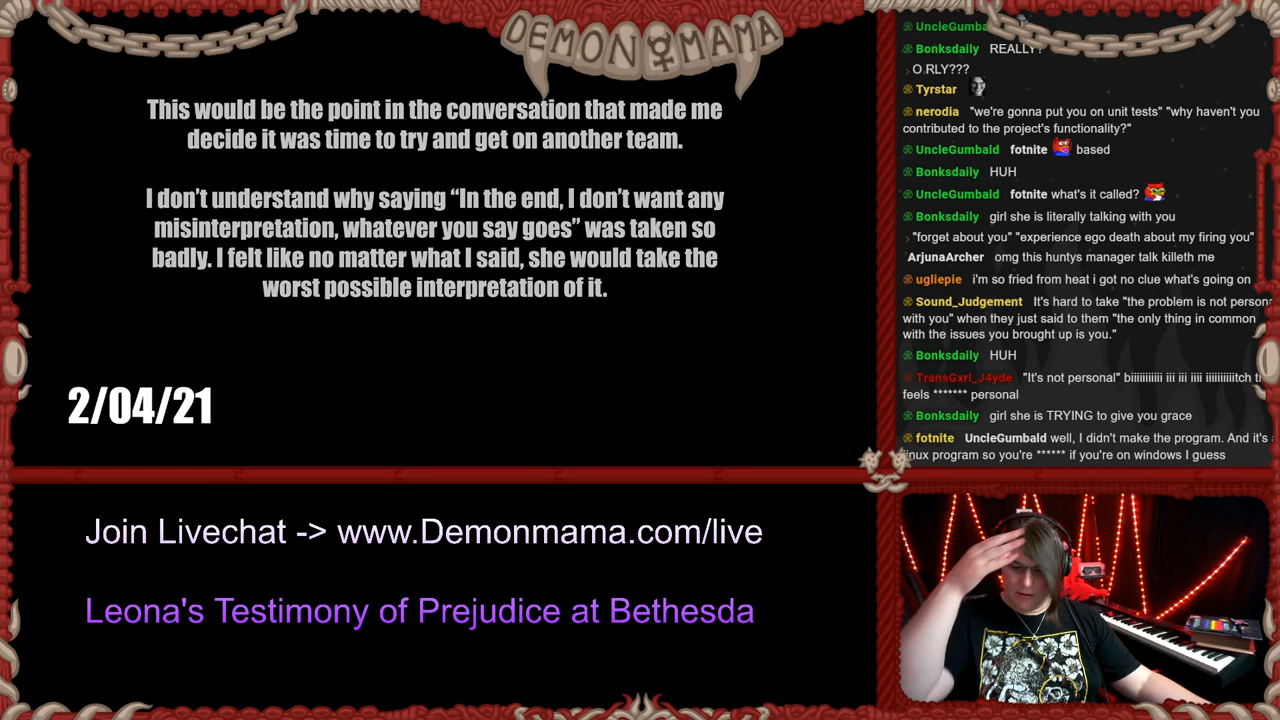 DEMON MAMA
This would be the point in the conversation that made me
decide it was time to try and get on another team.
I don’t understand why saying “In the end, I don’t want any
misinterpretation, whatever you say goes” was taken so
badly. I felt like no matter what I said, she would take the
worst possible interpretation of it.
2/04/21
Join Livechat -> www.Demonmama.com/live
Leona's Testimony of Prejudice at Bethesda
UncleGumba
Bonksdaily REALLY?
O RLY???
Tyrstar
nerodia "we're gonna put you on unit tests" "why haven't you
contributed to the project's functionality?"
UncleGumbald fotnite based
Bonksdaily HUH
UncleGumbald fotnite what's it called?
Bonksdaily girl she is literally talking with you
"forget about you" "experience ego death about my firing you"
ArjunaArcher omg this huntys manager talk killeth me
ugliepie i'm so fried from heat i got no clue what's going on
Sound_Judgement It's hard to take "the problem is not persona
with you" when they just said to them "the only thing in common
with the issues you brought up is you."
Bonksdaily HUH
TransGxrl_J4yde "It's not personal" biiiiiiiiiii iii iii iiii iiiiiiiiiitch ti
feels ******* personal
Bonksdaily girl she is TRYING to give you grace
fotnite UncleGumbald well, I didn't make the program. And it's a
linux program so you're ****** if you're on windows I guess